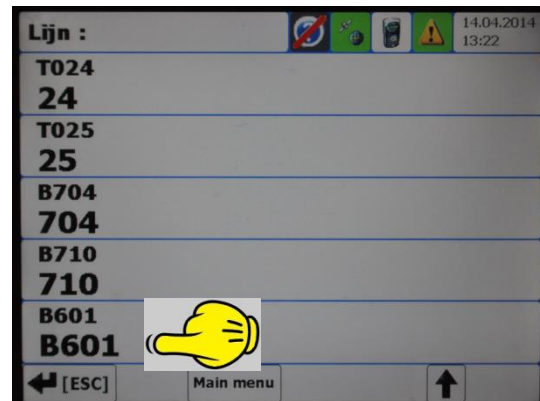 Lijn :
14.04.2014
13:22
T024
24
T025
25
B704
704
B710
710
B601
B601
[ESC]
Main menu